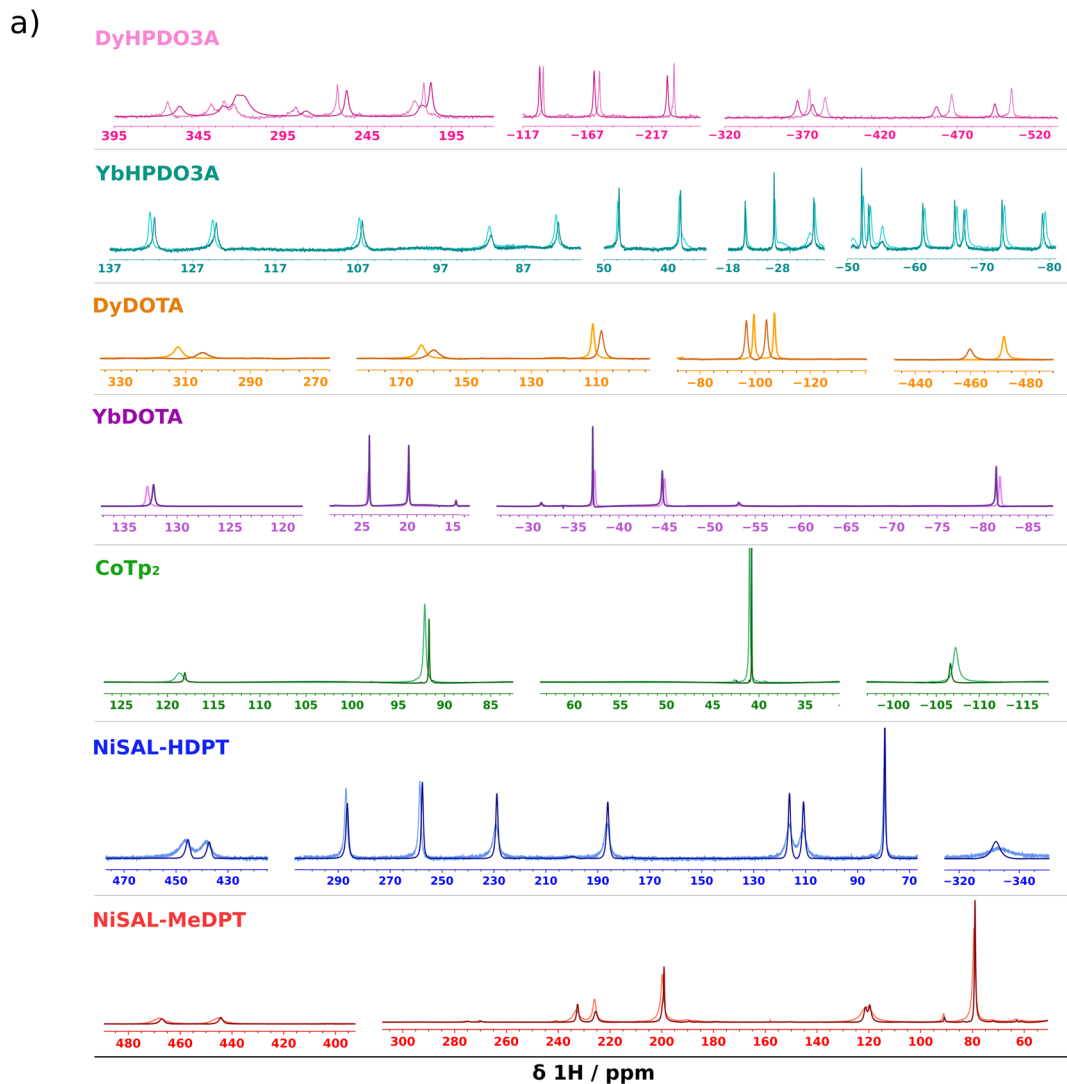 a)
DyHPDO3A
395 345 295 245 195 −117 −167 −217 −320 −370 −420 −470 −520
YbHPDO3A
137 127 117 107 97 87 50 40 −18 −28 −50 −60 −70 −80
DyDOTA
330 310 290 270 170 150 130 110 −80 −100 −120 −440 −460 −480
YbDOTA
135 130 125 120 25 20 15 −30 −35 −40 −45 −50 −55 −60 −65 −70 −75 −80 −85
CoTp₂
125 120 115 110 105 100 95 90 85 60 55 50 45 40 35 −100 −105 −110 −115
NiSAL-HDPT
470 450 430 290 270 250 230 210 190 170 150 130 110 90 70 −320 −340
NiSAL-MeDPT
480 460 440 420 400 300 280 260 240 220 200 180 160 140 120 100 80 60
δ 1H / ppm